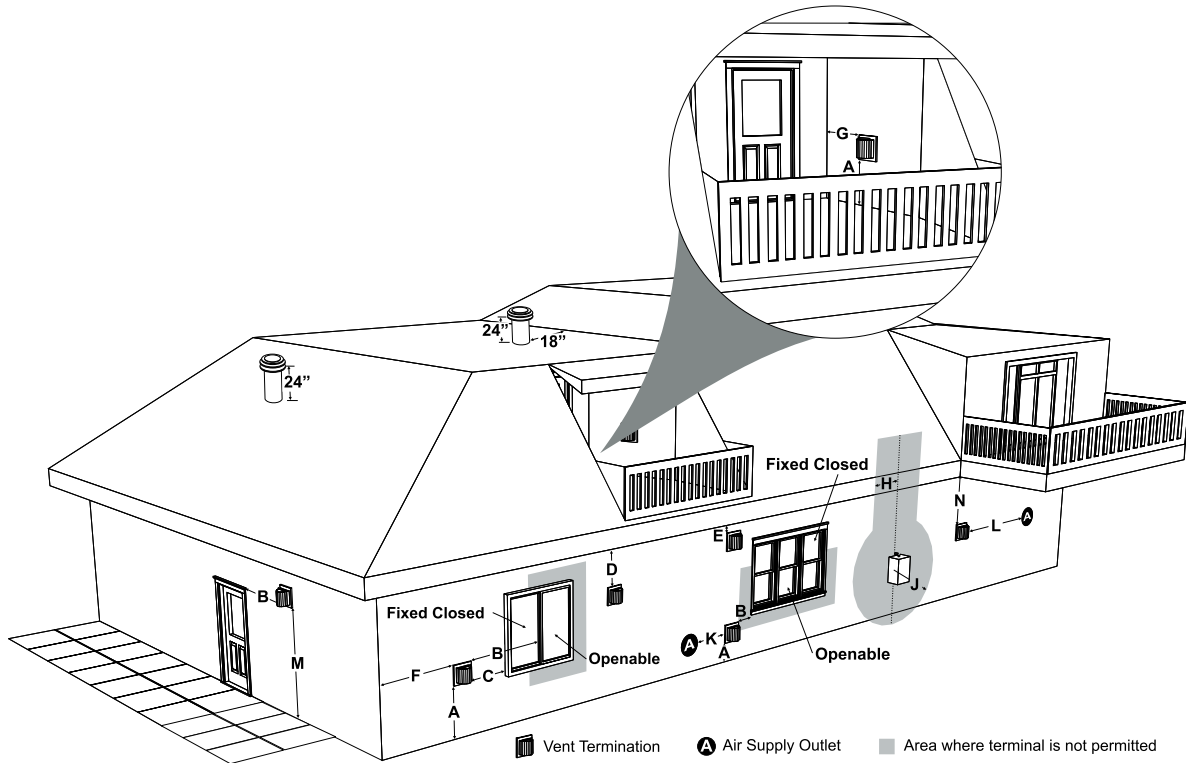 G
A
24”
18”
24”
Fixed Closed
H
N
L
A
E
D
B
J
Fixed Closed
B
K
A
B
Openable
A
Openable
M
F
C
A
Vent Termination
A
Air Supply Outlet
Area where terminal is not permitted